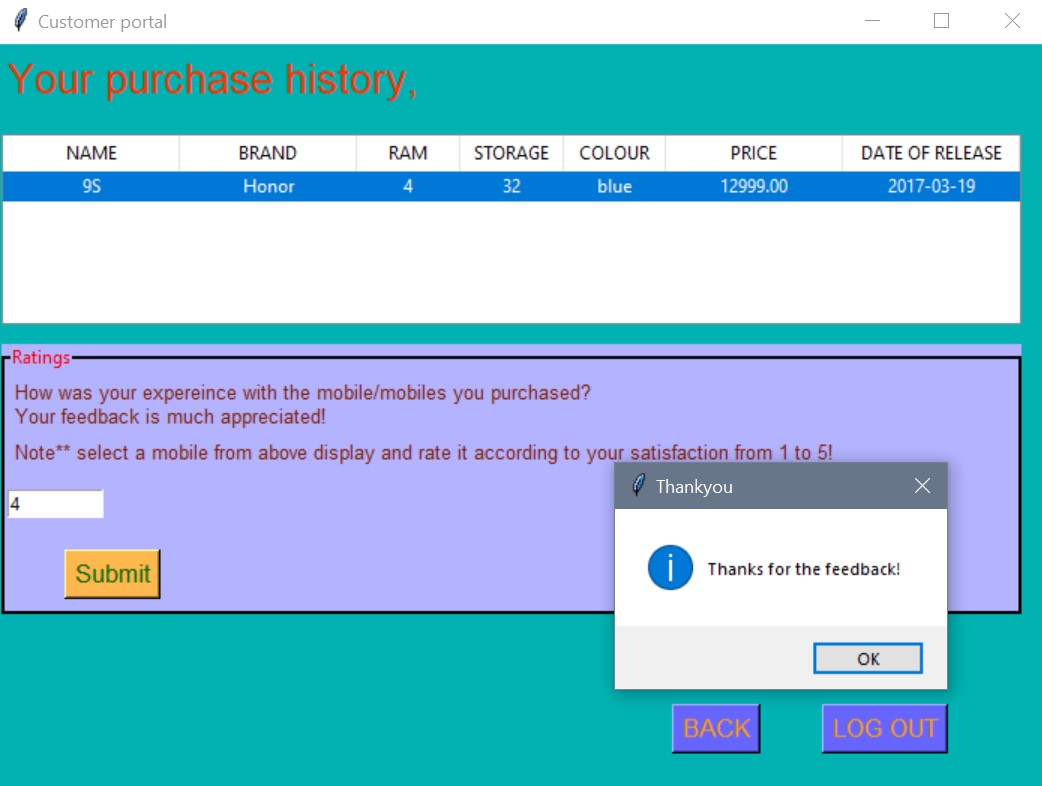 Customer portal
Your purchase history,
NAME BRAND RAM STORAGE COLOUR PRICE DATE OF RELEASE
9S Honor 4 32 blue 12999.00 2017-03-19
Ratings
How was your expereince with the mobile/mobiles you purchased?
Your feedback is much appreciated!
Note** select a mobile from above display and rate it according to your satisfaction from 1 to 5!
4
Submit
Thankyou
Thanks for the feedback!
OK
BACK LOG OUT